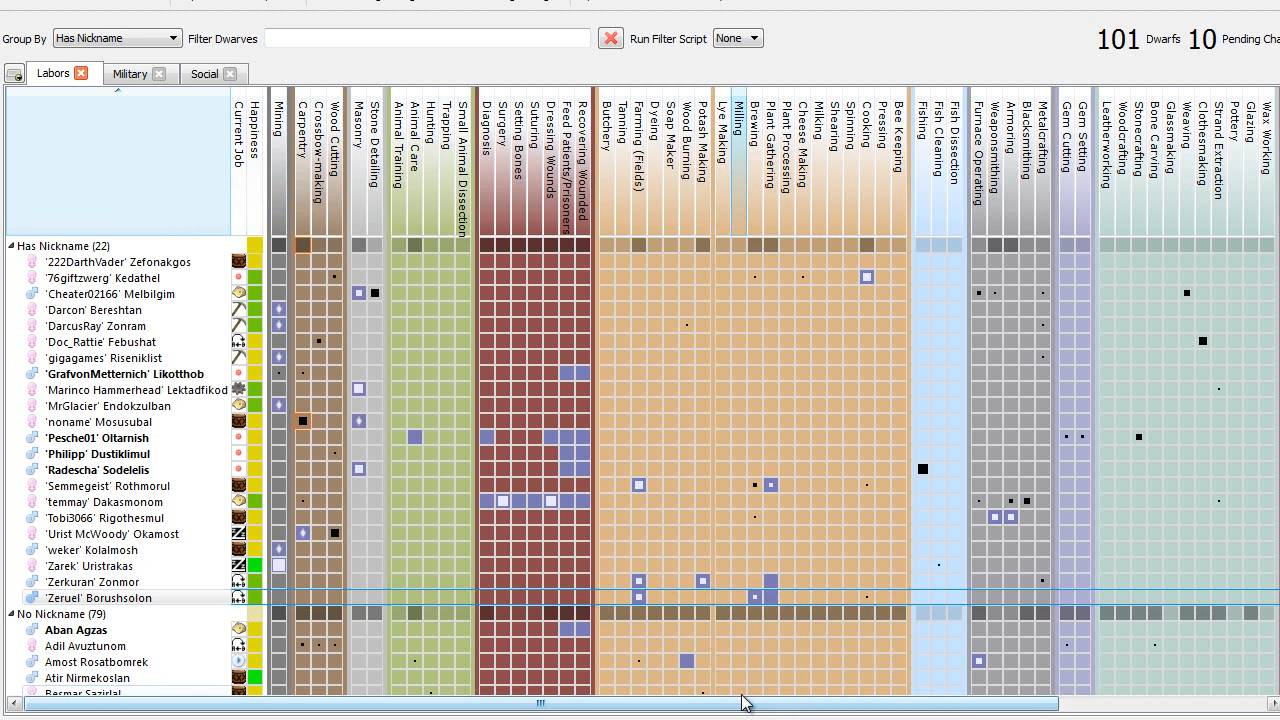 Group By Has Nickname Filter Dwarves Run Filter Script None 101 Dwarfs 10 Pending Cha
Labors Military Social
Current Job
Happiness
Mining
Carpentry
Crossbow-making
Wood Cutting
Masonry
Stone Detailing
Animal Training
Animal Care
Hunting
Trapping
Small Animal Dissection
Diagnosis
Surgery
Setting Bones
Suturing
Dressing Wounds
Feed Patients/Prisoners
Recovering Wounded
Butchery
Tanning
Farming (Fields)
Dyeing
Soap Maker
Wood Burning
Potash Making
Lye Making
Milling
Brewing
Plant Gathering
Plant Processing
Cheese Making
Milking
Shearing
Spinning
Cooking
Pressing
Bee Keeping
Fishing
Fish Cleaning
Fish Dissection
Furnace Operating
Weaponsmithing
Armoring
Blacksmithing
Metalcrafting
Gem Cutting
Gem Setting
Leatherworking
Woodcrafting
Stonecrafting
Bone Carving
Glassmaking
Weaving
Clothesmaking
Strand Extraction
Pottery
Glazing
Wax Working
Has Nickname (22)
'222DarthVader' Zefonakgos
'76giftzwerg' Kedathel
'Cheater02166' Melbilgim
'Darcon' Bereshtan
'DarcusRay' Zonram
'Doc_Rattie' Febushat
'gigagames' Riseniklist
'GrafvonMetternich' Likotthob
'Marinco Hammerhead' Lektadfikod
'MrGlacier' Endokzulban
'noname' Mosusubal
'Pesche01' Oltarnish
'Philipp' Dustiklimul
'Radescha' Sodelelis
'Semmegeist' Rothmorul
'temmay' Dakasmonom
'Tobi3066' Rigothesmul
'Urist McWoody' Okamost
'weker' Kolalmosh
'Zarek' Uristrakas
'Zerkuran' Zonmor
'Zeruel' Borushsolon
No Nickname (79)
Aban Agzas
Adil Avuztunom
Amost Rosatbomrek
Atir Nirmekoslan